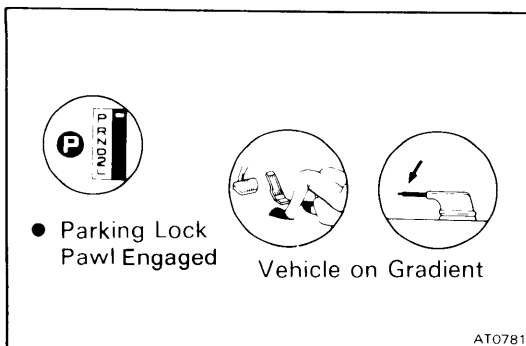 P
P
R
N
D
2
L
● Parking Lock
Pawl Engaged
Vehicle on Gradient
AT0781